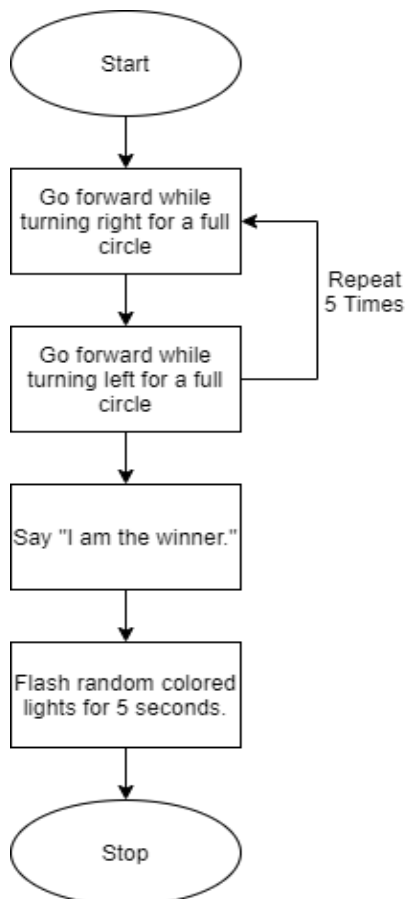 Start
Go forward while
turning right for a full
circle
Repeat
5 Times
Go forward while
turning left for a full
circle
Say "I am the winner."
Flash random colored
lights for 5 seconds.
Stop